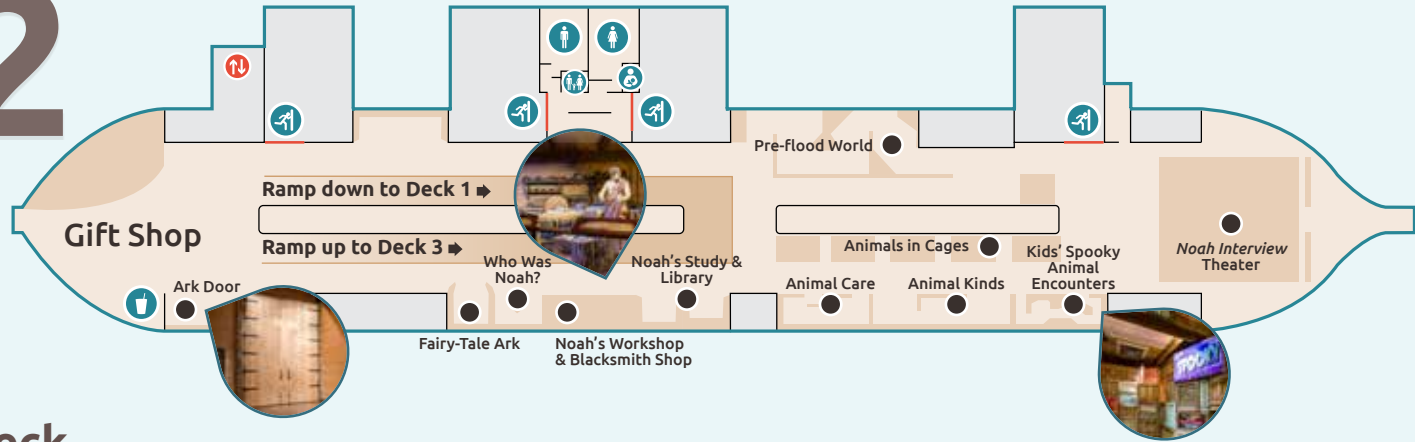 2
Pre-flood World
Ramp down to Deck 1
Gift Shop
Ramp up to Deck 3
Animals in Cages
Noah Interview
Theater
Kids' Spooky
Animal
Encounters
Who Was
Noah?
Noah's Study &
Library
Ark Door
Animal Care
Animal Kinds
Fairy-Tale Ark
Noah's Workshop
& Blacksmith Shop
SPOOKY